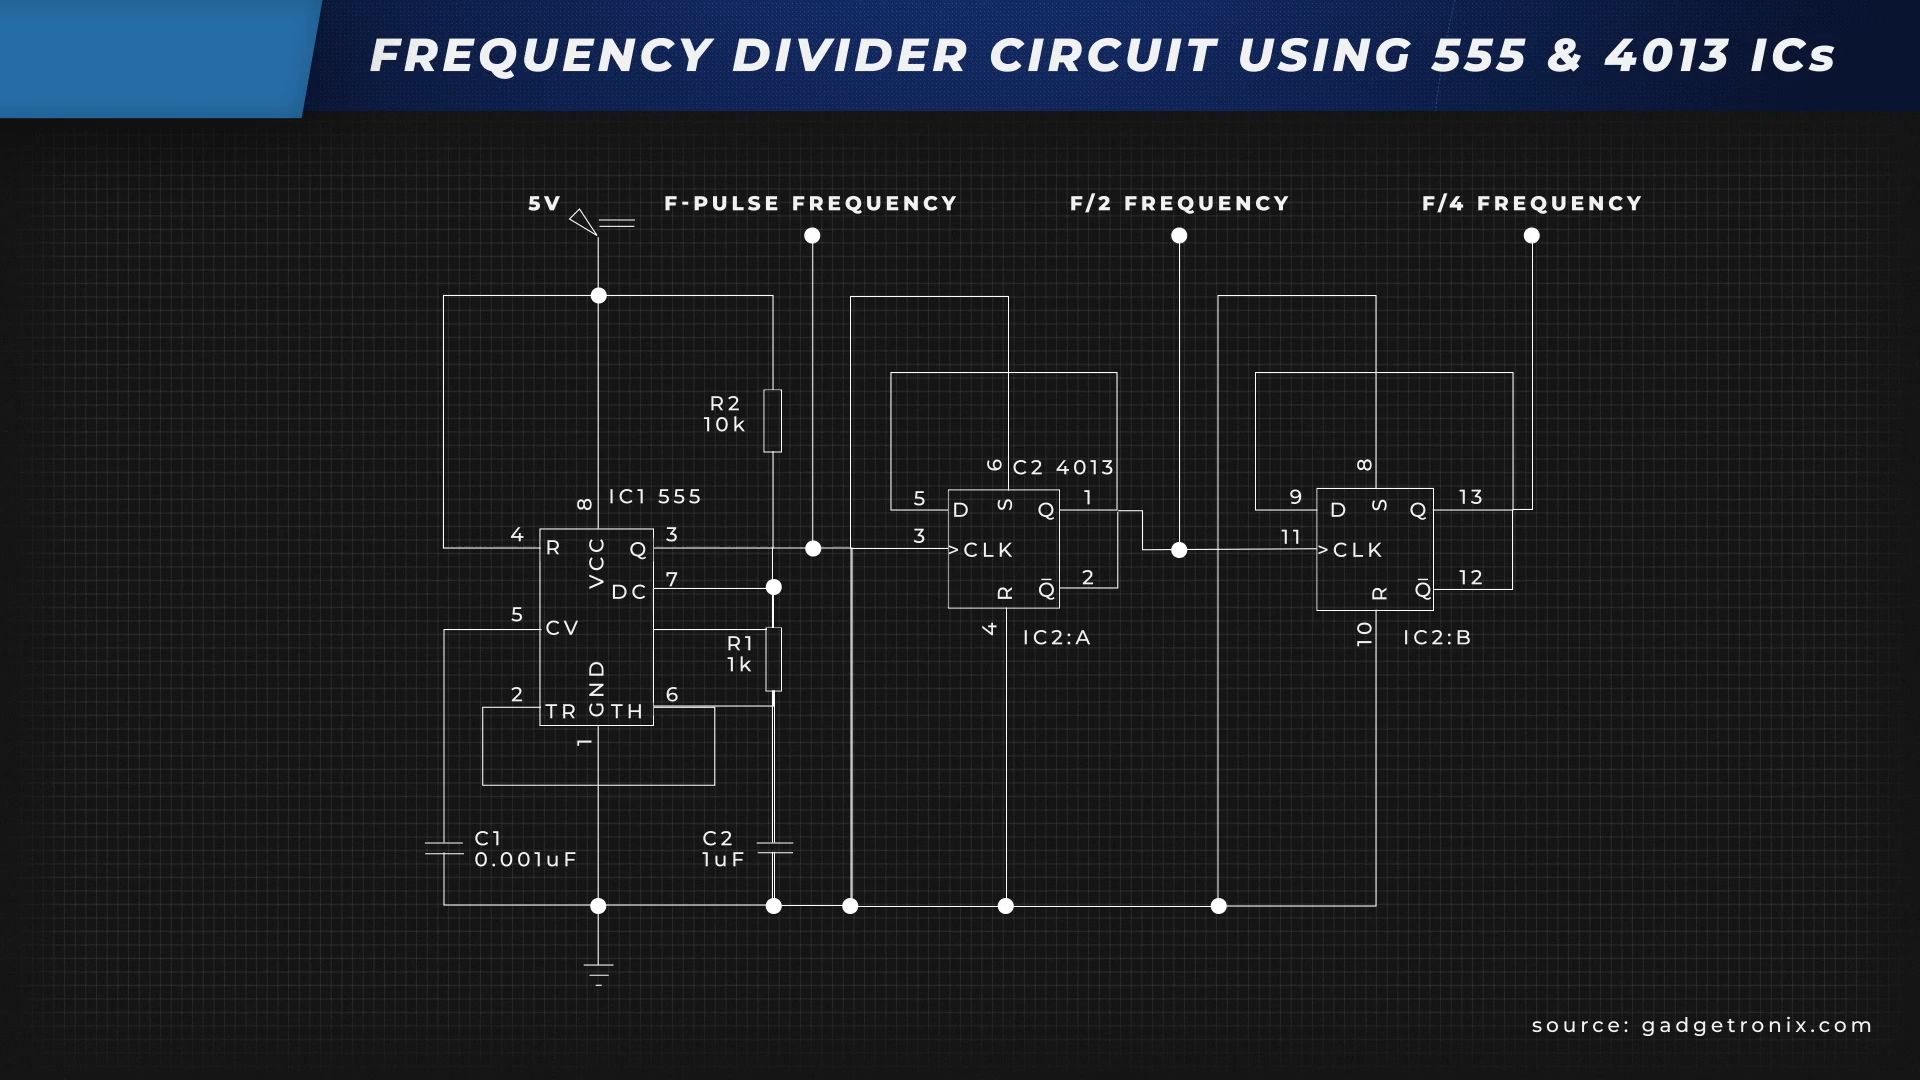 FREQUENCY DIVIDER CIRCUIT USING 555 & 4013 ICs
5V
F-PULSE FREQUENCY
F/2 FREQUENCY
F/4 FREQUENCY
R2
10k
IC1 555
8
4
R
VCC
Q
3
DC
7
5
CV
R1
1k
2
TR
GND
TH
6
1
C1
0.001uF
C2
1uF
6
C2 4013
5
D
S
Q
1
3
>CLK
R
Q̅
2
4
IC2:A
8
9
D
S
Q
13
11
>CLK
R
Q̅
12
10
IC2:B
source: gadgetronix.com